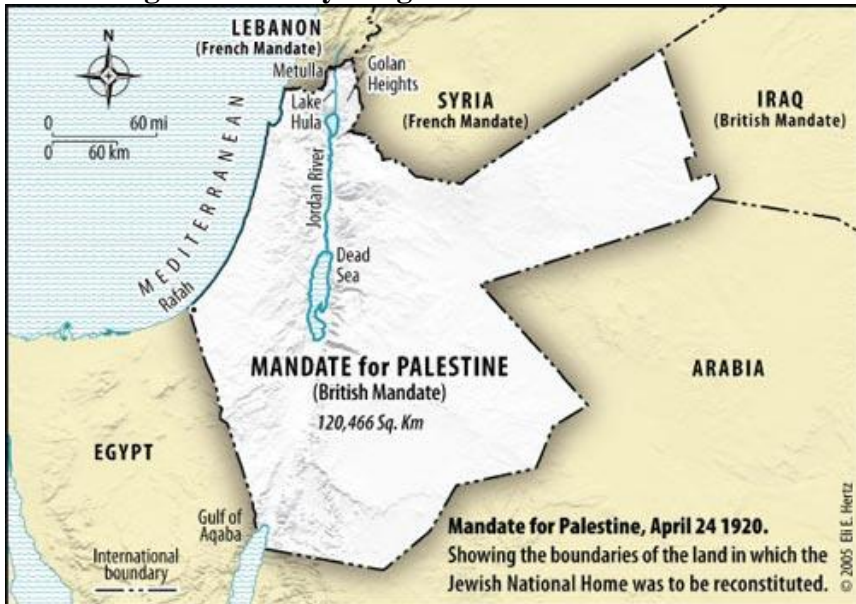 LEBANON
(French Mandate)
N
Metulla
Golan
Heights
Lake
Hula
SYRIA
(French Mandate)
IRAQ
(British Mandate)
0 60 mi
0 60 km
MEDITERRANEAN
Jordan River
Dead
Sea
Rafah
MANDATE for PALESTINE
(British Mandate)
120,466 Sq. Km
ARABIA
EGYPT
Gulf of
Aqaba
International
boundary
Mandate for Palestine, April 24 1920.
Showing the boundaries of the land in which the
Jewish National Home was to be reconstituted.
© 2005 Eli E. Hertz